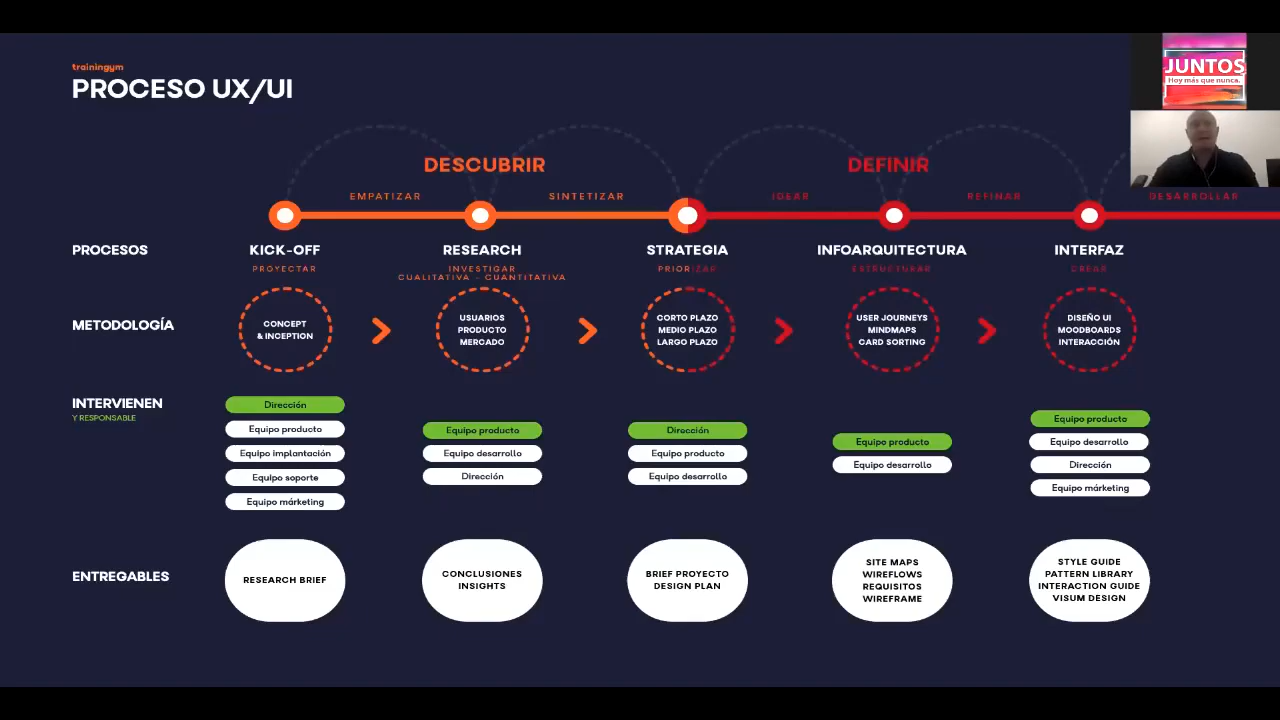 trainingym
PROCESO UX/UI
JUNTOS
Hoy más que nunca.
DESCUBRIR
DEFINIR
EMPATIZAR
SINTETIZAR
IDEAR
REFINAR
DESARROLLAR
PROCESOS
KICK-OFF
RESEARCH
STRATEGIA
INFOARQUITECTURA
INTERFAZ
PROYECTAR
INVESTIGAR
CUALITATIVA - CUANTITATIVA
PRIORIZAR
ESTRUCTURAR
CREAR
METODOLOGÍA
CONCEPT
& INCEPTION
USUARIOS
PRODUCTO
MERCADO
CORTO PLAZO
MEDIO PLAZO
LARGO PLAZO
USER JOURNEYS
MINDMAPS
CARD SORTING
DISEÑO UI
MOODBOARDS
INTERACCIÓN
INTERVIENEN
Y RESPONSABLE
Dirección
Equipo producto
Equipo implantación
Equipo soporte
Equipo márketing
Equipo producto
Equipo desarrollo
Dirección
Dirección
Equipo producto
Equipo desarrollo
Equipo producto
Equipo desarrollo
Equipo producto
Equipo desarrollo
Dirección
Equipo márketing
ENTREGABLES
RESEARCH BRIEF
CONCLUSIONES
INSIGHTS
BRIEF PROYECTO
DESIGN PLAN
SITE MAPS
WIREFLOWS
REQUISITOS
WIREFRAME
STYLE GUIDE
PATTERN LIBRARY
INTERACTION GUIDE
VISUM DESIGN